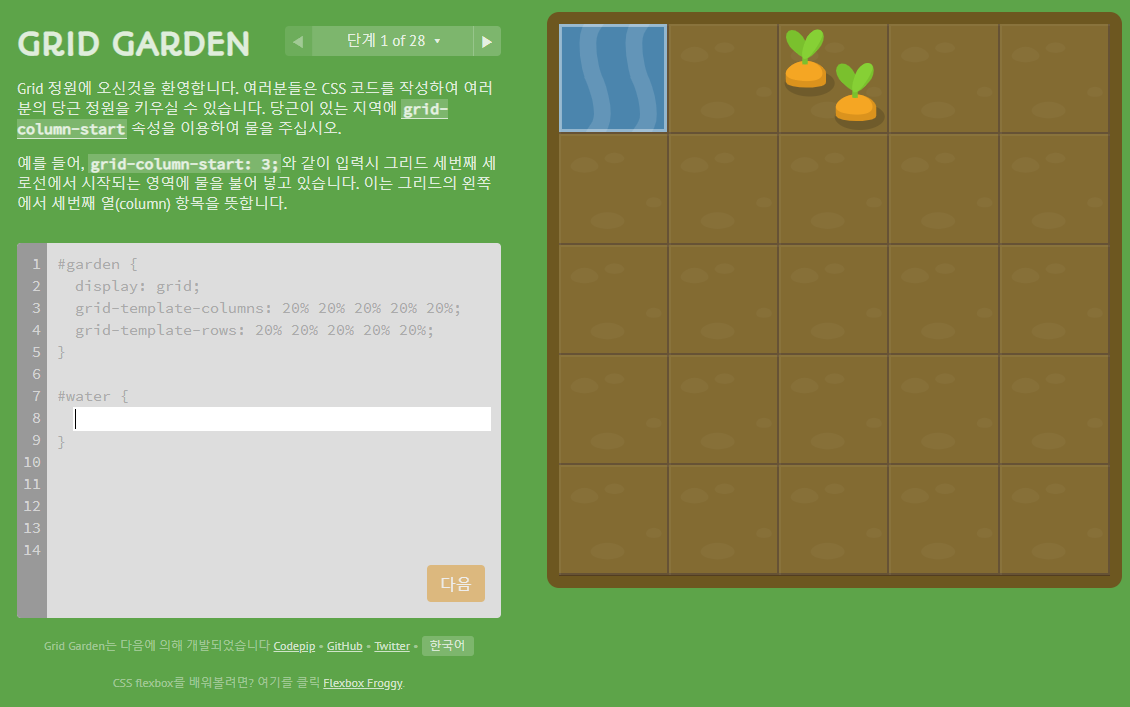 GRID GARDEN
◀ 단계 1 of 28 ▼ ▶
Grid 정원에 오신것을 환영합니다. 여러분들은 CSS 코드를 작성하여 여러
분의 당근 정원을 키우실 수 있습니다. 당근이 있는 지역에 grid-
column-start 속성을 이용하여 물을 주십시오.
예를 들어, grid-column-start: 3;와 같이 입력시 그리드 세번째 세
로선에서 시작되는 영역에 물을 불어 넣고 있습니다. 이는 그리드의 왼쪽
에서 세번째 열(column) 항목을 뜻합니다.
1 #garden {
2 display: grid;
3 grid-template-columns: 20% 20% 20% 20% 20%;
4 grid-template-rows: 20% 20% 20% 20% 20%;
5 }
6
7 #water {
8
9 }
10
11
12
13
14
다음
Grid Garden는 다음에 의해 개발되었습니다 Codepip • GitHub • Twitter • 한국어
CSS flexbox를 배워볼려면? 여기를 클릭 Flexbox Froggy.